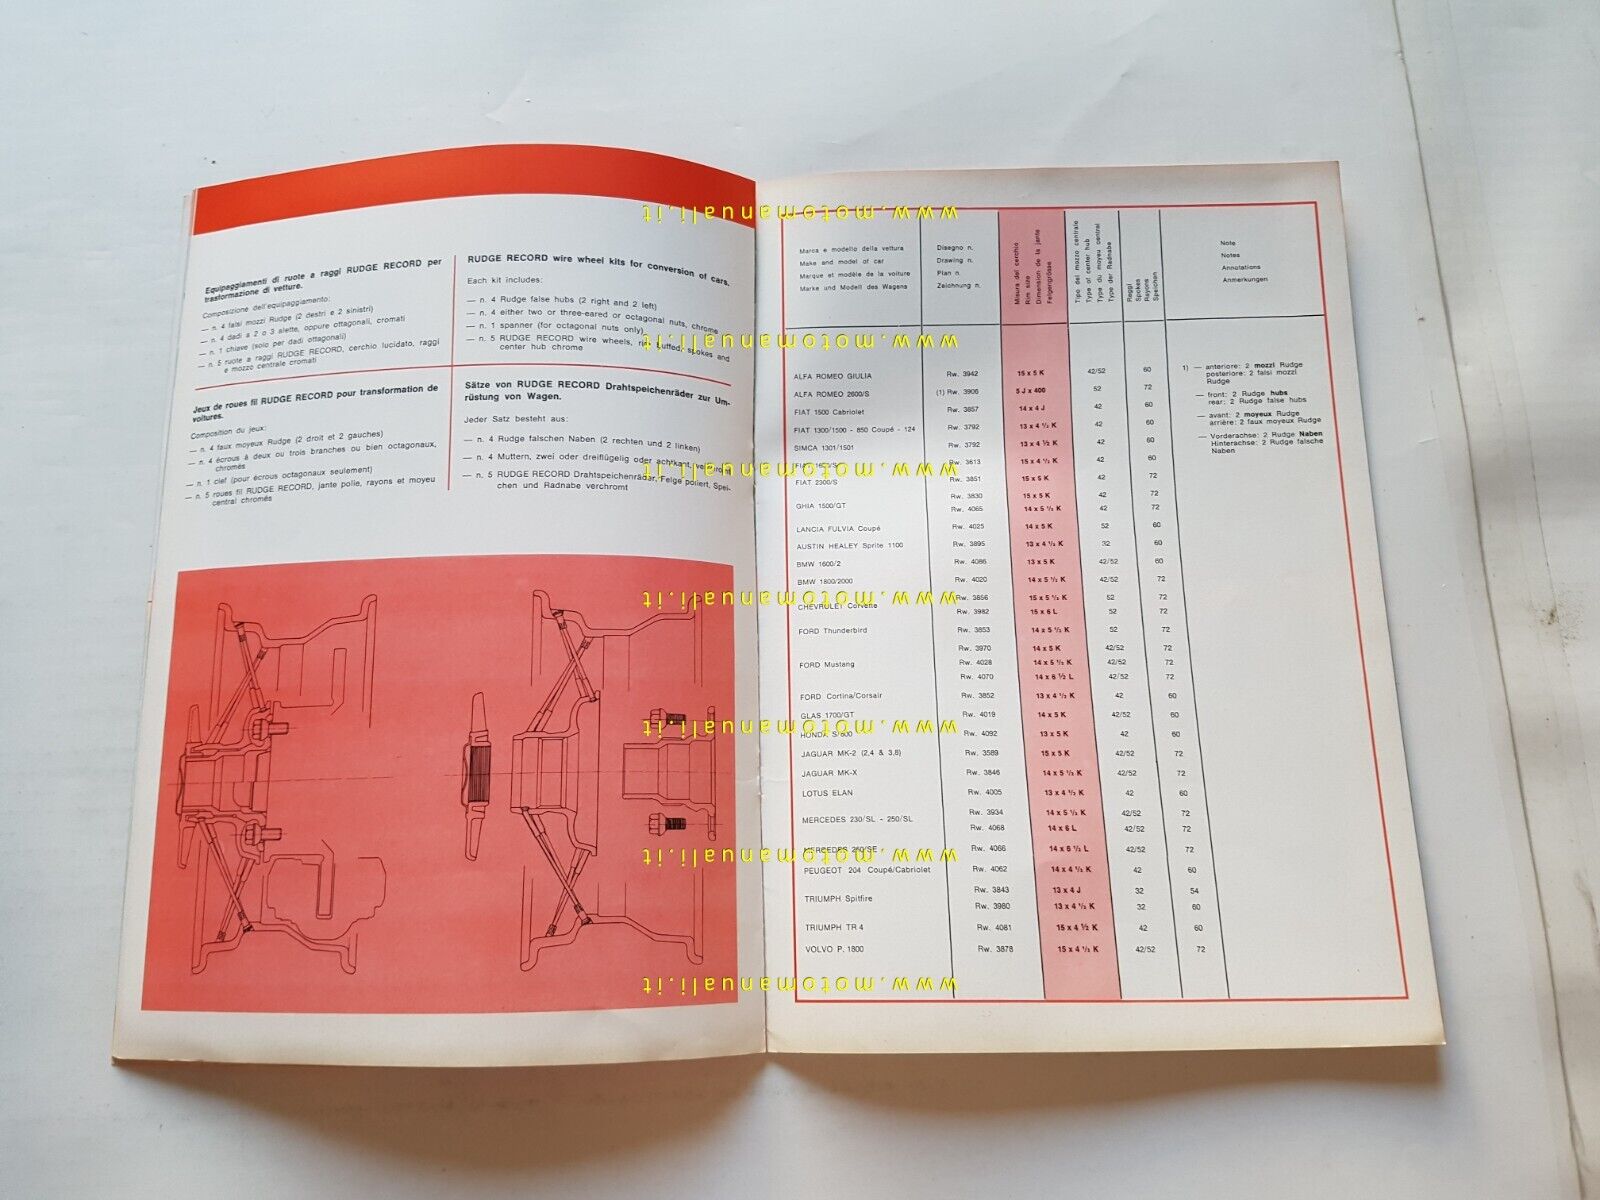 Equipaggiamenti di ruote a raggi RUDGE RECORD per
trasformazione di vetture.
Composizione dell'equipaggiamento:
— n. 4 falsi mozzi Rudge (2 destri e 2 sinistri)
— n. 4 dadi a 2 o 3 alette, oppure ottagonali, cromati
— n. 1 chiave (solo per dadi ottagonali)
— n. 5 ruote a raggi RUDGE RECORD, cerchio lucidato, raggi
e mozzo centrale cromati
RUDGE RECORD wire wheel kits for conversion of cars.
Each kit includes:
— n. 4 Rudge false hubs (2 right and 2 left)
— n. 4 either two or three-eared or octagonal nuts, chrome
— n. 1 spanner (for octagonal nuts only)
— n. 5 RUDGE RECORD wire wheels, rim buffed, spokes and
center hub chrome
Jeux de roues fil RUDGE RECORD pour transformation de
voitures.
Composition du jeux:
— n. 4 faux moyeux Rudge (2 droit et 2 gauches)
— n. 4 écrous à deux ou trois branches ou bien octagonaux,
chromés
— n. 1 clef (pour écrous octagonaux seulement)
— n. 5 roues fil RUDGE RECORD, jante polie, rayons et moyeu
central chromés
Sätze von RUDGE RECORD Drahtspeichenräder zur Um-
rüstung von Wagen.
Jeder Satz besteht aus:
— n. 4 Rudge falschen Naben (2 rechten und 2 linken)
— n. 4 Muttern, zwei oder dreiflügelig oder achtkant,
— n. 5 RUDGE RECORD Drahtspeichenräder, Felge poliert, Spei-
chen und Radnabe verchromt
Marca e modello della vettura
Make and model of car
Marque et modèle de la voiture
Marke und Modell des Wagens
Disegno n.
Drawing n.
Plan n.
Zeichnung n.
Misura del cerchio
Rim size
Dimension de la jante
Felgengrösse
Tipo del mozzo centrale
Type of center hub
Type du moyeu central
Type der Radnabe
Raggi
Spokes
Rayons
Speichen
Note
Notes
Annotations
Anmerkungen
ALFA ROMEO GIULIA Rw. 3942 15 x 5 K 42/52 60
ALFA ROMEO 2600/S (1) Rw. 3906 5 J x 400 52 72
FIAT 1500 Cabriolet Rw. 3857 14 x 4 J 42 60
FIAT 1300/1500 - 850 Coupé - 124 Rw. 3792 13 x 4 1/2 K 42 60
SIMCA 1301/1501 Rw. 3792 13 x 4 1/2 K 42 60
FIAT Rw. 3613 15 x 4 1/2 K 42 60
FIAT 2300/S Rw. 3851 15 x 5 K 42 72
GHIA 1500/GT Rw. 3830 15 x 5 K 42 72
Rw. 4065 14 x 5 1/2 K 42 72
LANCIA FULVIA Coupé Rw. 4025 14 x 5 K 52 60
AUSTIN HEALEY Sprite 1100 Rw. 3895 13 x 4 1/2 K 32 60
BMW 1600/2 Rw. 4086 13 x 5 K 42/52 60
BMW 1800/2000 Rw. 4020 14 x 5 1/2 K 42/52 72
CHEVRULET Corvette Rw. 3856 15 x 5 1/2 K 52 72
Rw. 3982 15 x 6 L 52 72
FORD Thunderbird Rw. 3853 14 x 5 1/2 K 52 72
FORD Mustang Rw. 3970 14 x 5 K 42/52 72
Rw. 4028 14 x 5 1/2 K 42/52 72
Rw. 4070 14 x 6 1/2 L 42/52 72
FORD Cortina/Corsair Rw. 3852 13 x 4 1/2 K 42 60
GLAS 1700/GT Rw. 4019 14 x 5 K 42/52 60
HONDA S/600 Rw. 4092 13 x 5 K 42 60
JAGUAR MK-2 (2,4 & 3,8) Rw. 3589 15 x 5 K 42/52 72
JAGUAR MK-X Rw. 3846 14 x 5 1/2 K 42/52 72
LOTUS ELAN Rw. 4005 13 x 4 1/2 K 42 60
MERCEDES 230/SL - 250/SL Rw. 3934 14 x 5 1/2 K 42/52 72
Rw. 4068 14 x 6 L 42/52 72
MERCEDES 250/SE Rw. 4066 14 x 6 1/2 L 42/52 72
PEUGEOT 204 Coupé/Cabriolet Rw. 4062 14 x 4 1/2 K 42 60
TRIUMPH Spitfire Rw. 3843 13 x 4 J 32 54
Rw. 3980 13 x 4 1/2 K 32 60
TRIUMPH TR 4 Rw. 4081 15 x 4 1/2 K 42 60
VOLVO P. 1800 Rw. 3878 15 x 4 1/2 K 42/52 72
1) — anteriore: 2 mozzi Rudge
posteriore: 2 falsi mozzi
Rudge
— front: 2 Rudge hubs
rear: 2 Rudge false hubs
— avant: 2 moyeux Rudge
arrière: 2 faux moyeux Rudge
— Vorderachse: 2 Rudge Naben
Hinterachse: 2 Rudge falsche
Naben
www.motomanuali.it
www.motomanuali.it
www.motomanuali.it
www.motomanuali.it
www.motomanuali.it
www.motomanuali.it
www.motomanuali.it